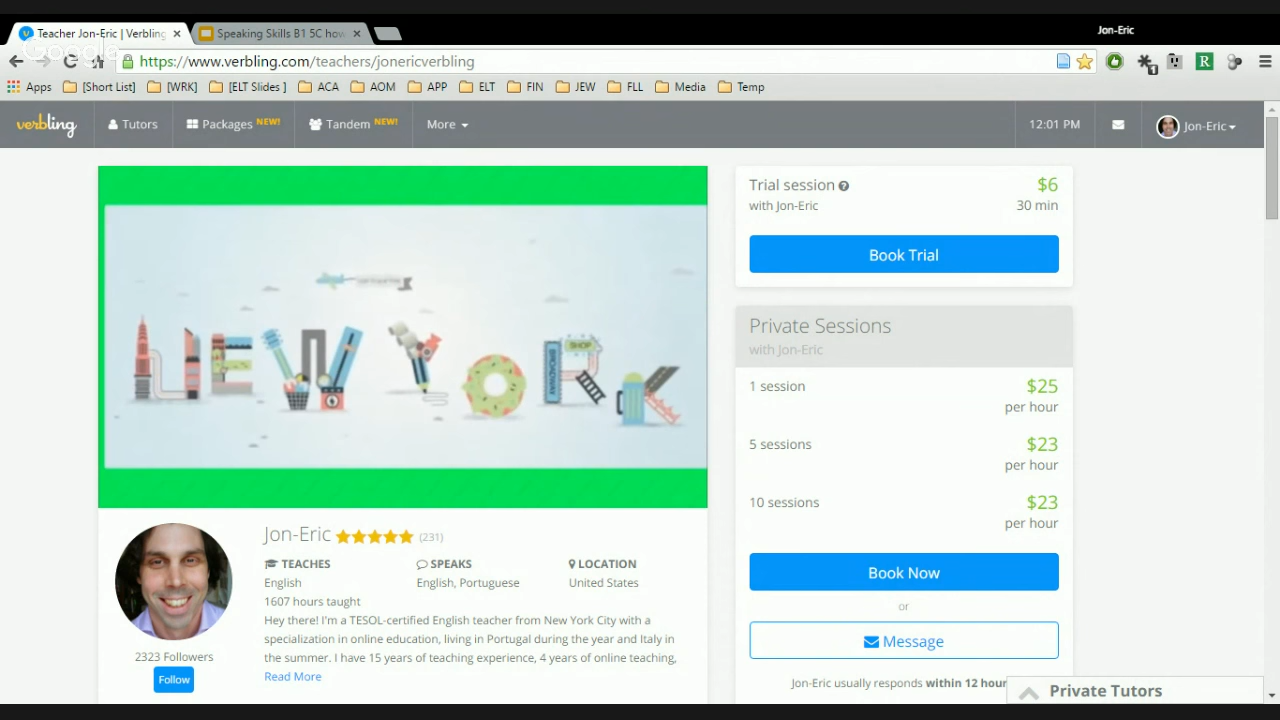 Jon-Eric
Teacher Jon-Eric | Verbling
Speaking Skills B1 5C how
Google
https://www.verbling.com/teachers/jonericverbling
Apps [Short List] [WRK] [ELT Slides ] ACA AOM APP ELT FIN JEW FLL Media Temp
verbling Tutors Packages NEW! Tandem NEW! More 12:01 PM Jon-Eric
NEW YORK
SHOP
BROADWAY
Trial session $6
with Jon-Eric 30 min
Book Trial
Private Sessions
with Jon-Eric
1 session $25
per hour
5 sessions $23
per hour
10 sessions $23
per hour
Book Now
or
Message
Jon-Eric usually responds within 12 hour
Private Tutors
Jon-Eric (231)
TEACHES SPEAKS LOCATION
English English, Portuguese United States
1607 hours taught
Hey there! I'm a TESOL-certified English teacher from New York City with a
specialization in online education, living in Portugal during the year and Italy in
the summer. I have 15 years of teaching experience, 4 years of online teaching,
Read More
2323 Followers
Follow